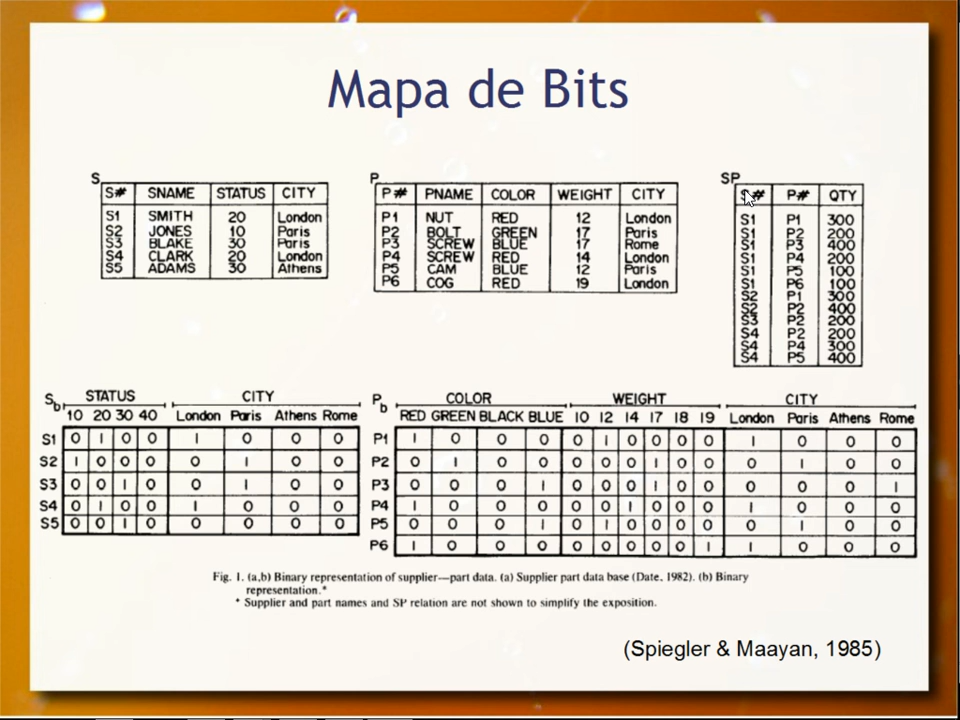 Mapa de Bits
S
S# SNAME STATUS CITY
S1 SMITH 20 London
S2 JONES 10 Paris
S3 BLAKE 30 Paris
S4 CLARK 20 London
S5 ADAMS 30 Athens
P
P# PNAME COLOR WEIGHT CITY
P1 NUT RED 12 London
P2 BOLT GREEN 17 Paris
P3 SCREW BLUE 17 Rome
P4 SCREW RED 14 London
P5 CAM BLUE 12 Paris
P6 COG RED 19 London
SP
S# P# QTY
S1 P1 300
S1 P2 200
S1 P3 400
S1 P4 200
S1 P5 100
S1 P6 100
S2 P1 300
S2 P2 400
S3 P2 200
S4 P2 200
S4 P4 300
S4 P5 400
Sb STATUS CITY
10 20 30 40 London Paris Athens Rome
S1 0 1 0 0 1 0 0 0
S2 1 0 0 0 0 1 0 0
S3 0 0 1 0 0 1 0 0
S4 0 1 0 0 1 0 0 0
S5 0 0 1 0 0 0 0 0
Pb COLOR WEIGHT CITY
RED GREEN BLACK BLUE 10 12 14 17 18 19 London Paris Athens Rome
P1 1 0 0 0 0 1 0 0 0 0 1 0 0 0
P2 0 1 0 0 0 0 0 1 0 0 0 1 0 0
P3 0 0 0 1 0 0 0 1 0 0 0 0 0 1
P4 1 0 0 0 0 0 1 0 0 0 1 0 0 0
P5 0 0 0 1 0 1 0 0 0 0 0 1 0 0
P6 1 0 0 0 0 0 0 0 0 1 1 0 0 0
Fig. 1. (a,b) Binary representation of supplier—part data. (a) Supplier part data base (Date, 1982). (b) Binary
representation.*
* Supplier and part names and SP relation are not shown to simplify the exposition.
(Spiegler & Maayan, 1985)